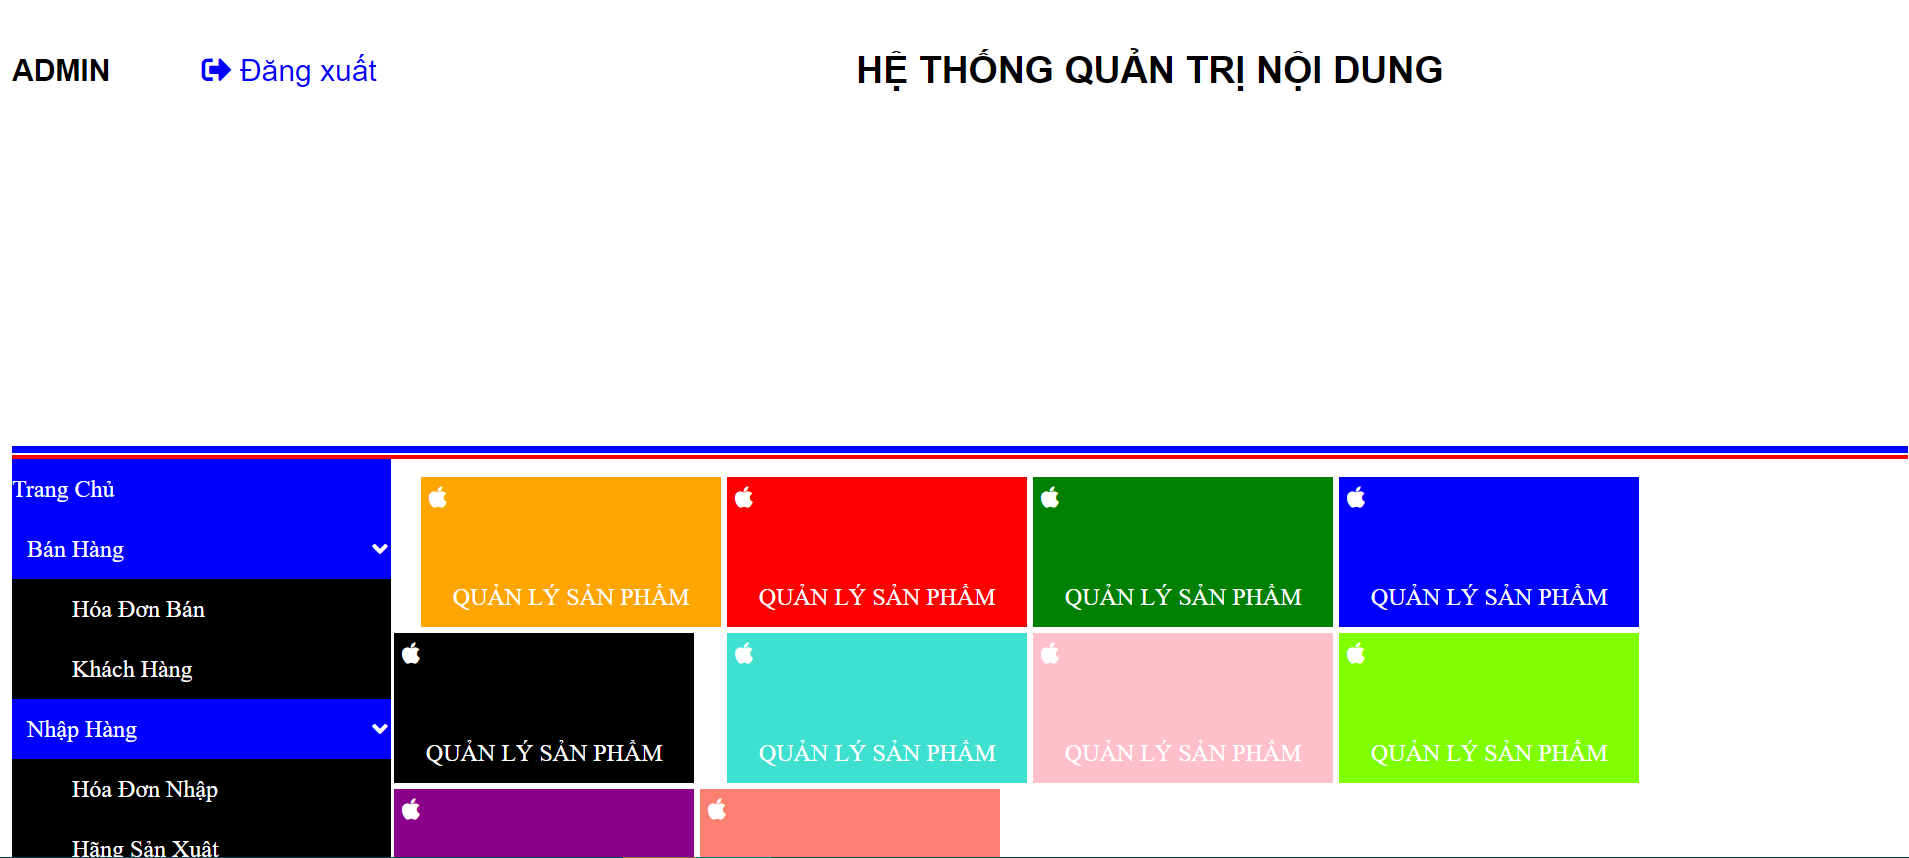 ADMIN
Đăng xuất
HỆ THỐNG QUẢN TRỊ NỘI DUNG
Trang Chủ
Bán Hàng
Hóa Đơn Bán
Khách Hàng
Nhập Hàng
Hóa Đơn Nhập
Hãng Sản Xuất
QUẢN LÝ SẢN PHẨM
QUẢN LÝ SẢN PHẨM
QUẢN LÝ SẢN PHẨM
QUẢN LÝ SẢN PHẨM
QUẢN LÝ SẢN PHẨM
QUẢN LÝ SẢN PHẨM
QUẢN LÝ SẢN PHẨM
QUẢN LÝ SẢN PHẨM